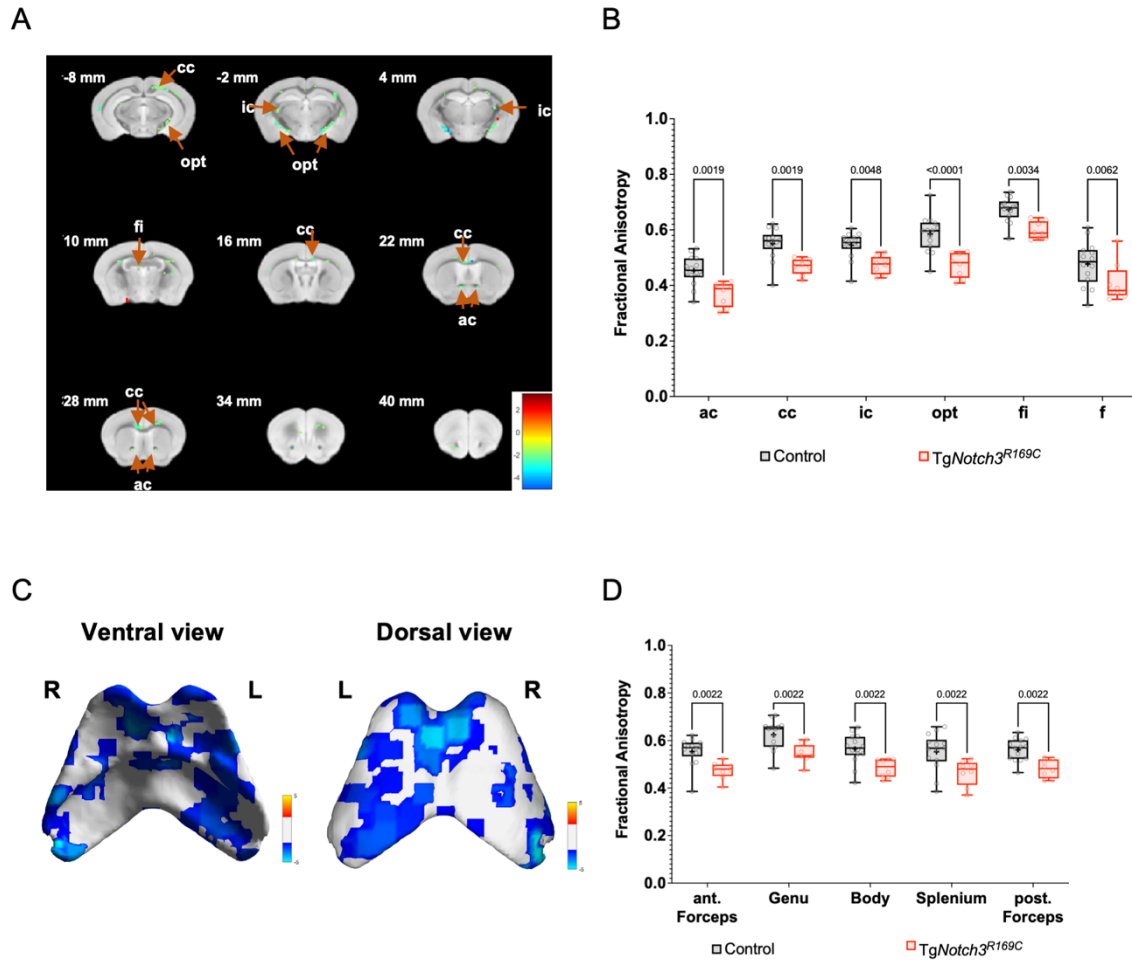 A
-8 mm
cc
opt
-2 mm
ic
opt
4 mm
ic
10 mm
fi
16 mm
cc
22 mm
cc
ac
28 mm
cc
ac
34 mm
40 mm
2
0
-2
-4
B
Fractional Anisotropy
1.0
0.8
0.6
0.4
0.2
0.0
0.0019
0.0019
0.0048
<0.0001
0.0034
0.0062
ac
cc
ic
opt
fi
f
Control
TgNotch3R169C
C
Ventral view
R
L
5
-5
Dorsal view
L
R
5
-5
D
Fractional Anisotropy
1.0
0.8
0.6
0.4
0.2
0.0
0.0022
0.0022
0.0022
0.0022
0.0022
ant.
Forceps
Genu
Body
Splenium
post.
Forceps
Control
TgNotch3R169C